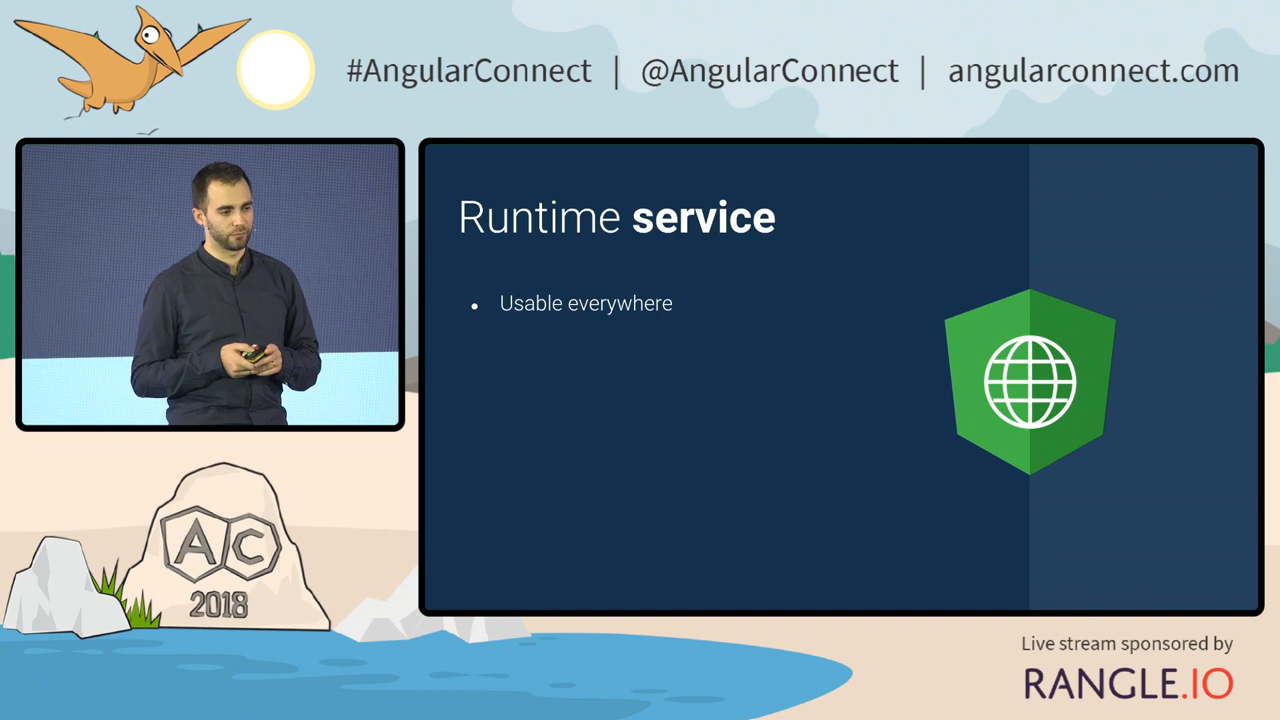 #AngularConnect | @AngularConnect | angularconnect.com
Runtime service
• Usable everywhere
AC
2018
Live stream sponsored by
RANGLE.IO